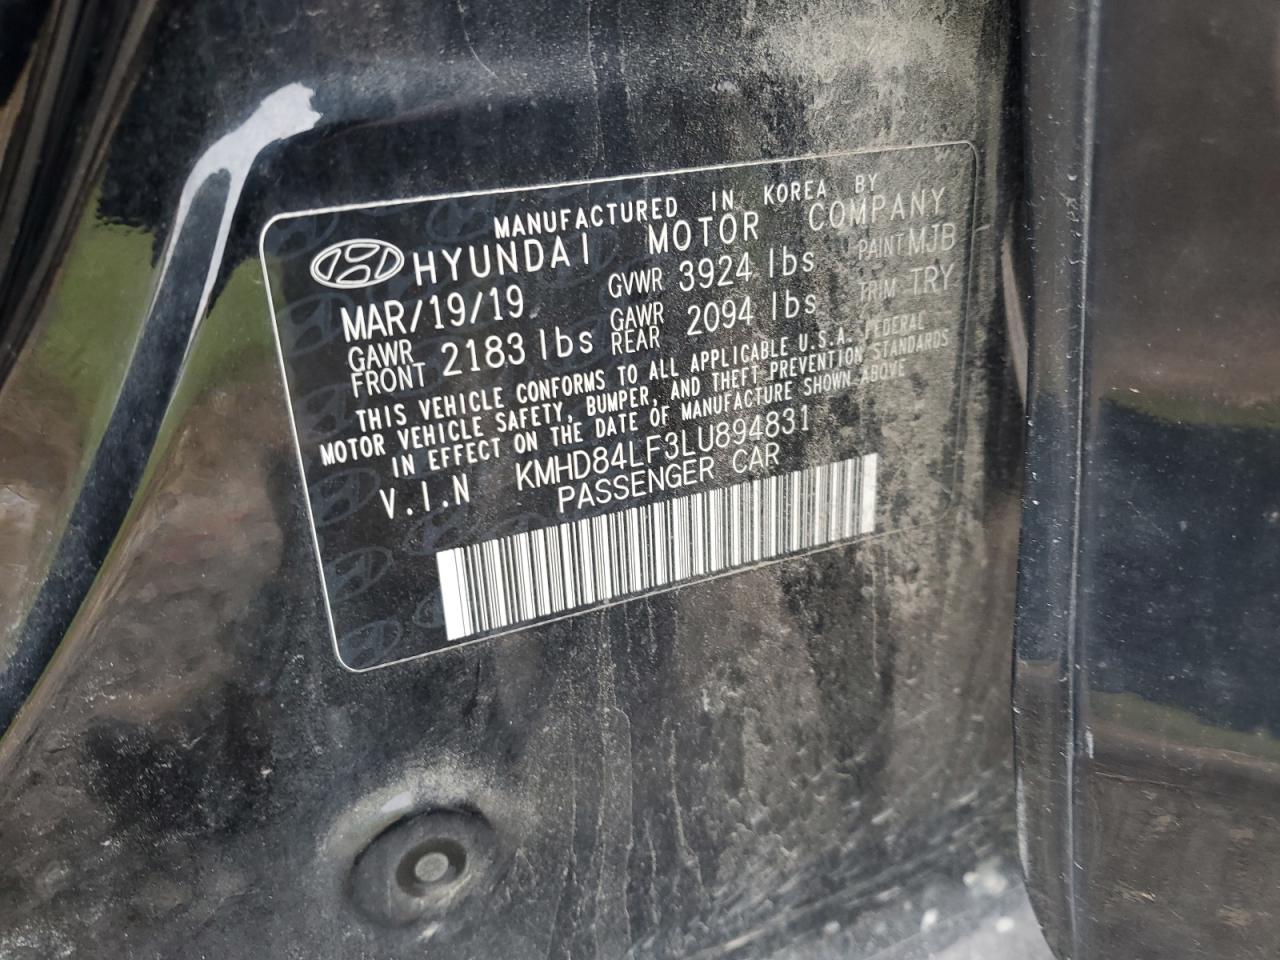 MANUFACTURED IN KOREA BY
HYUNDAI MOTOR COMPANY
MAR/19/19 GVWR 3924 lbs PAINT MJB
GAWR FRONT 2183 lbs GAWR REAR 2094 lbs TRIM TRY
THIS VEHICLE CONFORMS TO ALL APPLICABLE U.S.A. FEDERAL
MOTOR VEHICLE SAFETY, BUMPER, AND THEFT PREVENTION STANDARDS
IN EFFECT ON THE DATE OF MANUFACTURE SHOWN ABOVE
V.I.N KMHD84LF3LU894831
PASSENGER CAR